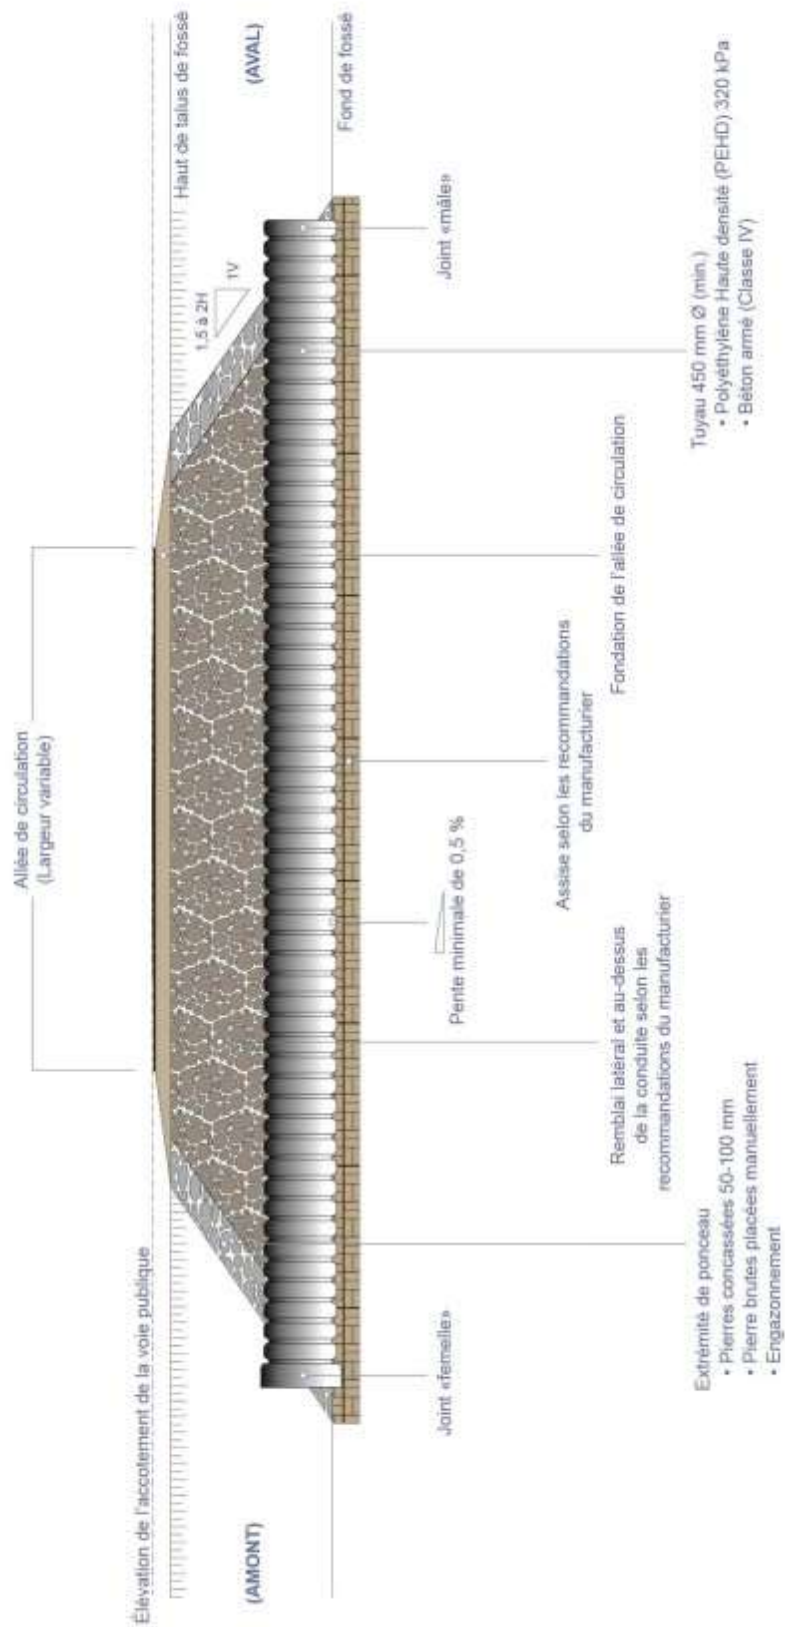 Allée de circulation
(Largeur variable)
Élévation de l'accotement de la voie publique
Haut de talus de fossé
(AMONT)
(AVAL)
1,5 à 2H
1V
Fond de fossé
Joint «femelle»
Pente minimale de 0,5 %
Joint «mâle»
Assise selon les recommandations
du manufacturier
Remblai latéral et au-dessus
de la conduite selon les
recommandations du manufacturier
Fondation de l'allée de circulation
Extrémité de ponceau
• Pierres concassées 50-100 mm
• Pierre brutes placées manuellement
• Engazonnement
Tuyau 450 mm Ø (min.)
• Polyéthylène Haute densité (PEHD) 320 kPa
• Béton armé (Classe IV)